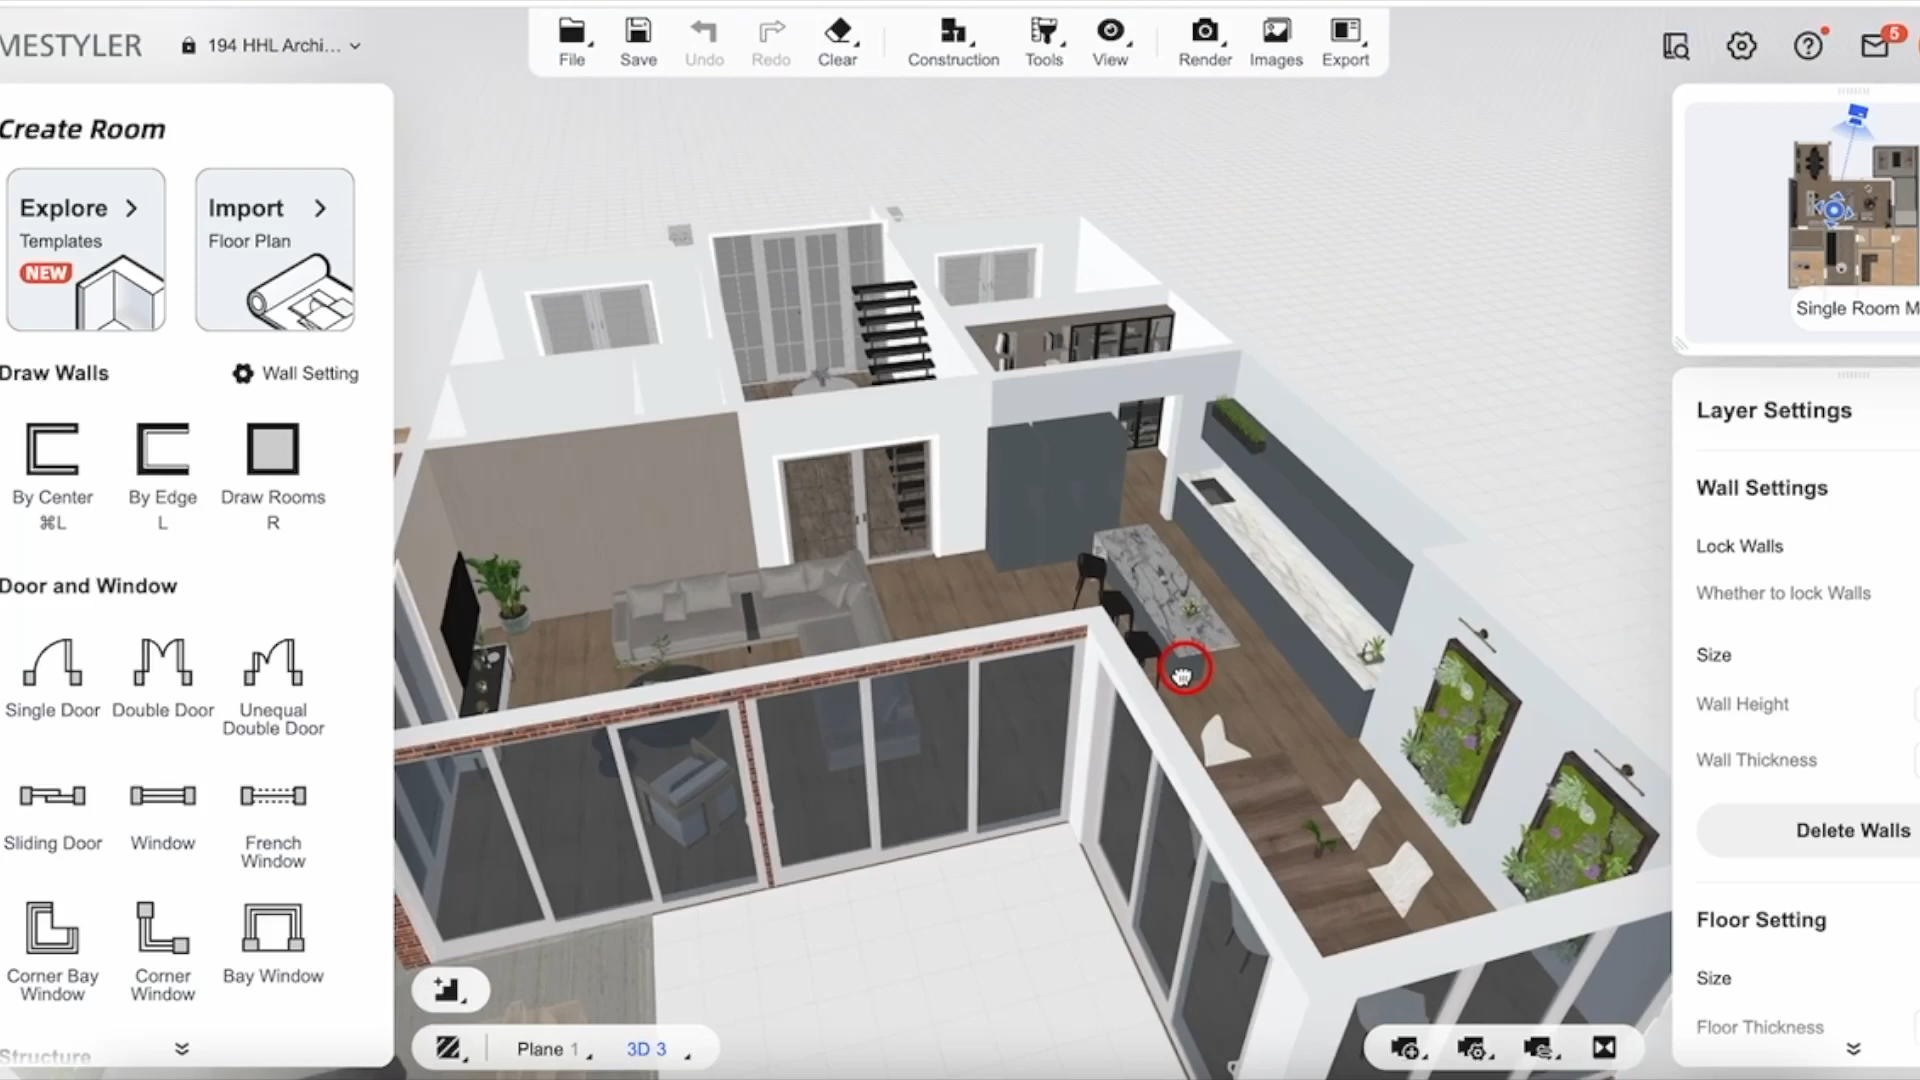 MESTYLER
194 HHL Archi...
File
Save
Undo
Redo
Clear
Construction
Tools
View
Render
Images
Export
5
Create Room
Explore
Templates
NEW
Import
Floor Plan
Draw Walls
Wall Setting
By Center
⌘L
By Edge
L
Draw Rooms
R
Door and Window
Single Door
Double Door
Unequal
Double Door
Sliding Door
Window
French
Window
Corner Bay
Window
Corner
Window
Bay Window
Structure
Plane 1
3D 3
Single Room M
Layer Settings
Wall Settings
Lock Walls
Whether to lock Walls
Size
Wall Height
Wall Thickness
Delete Walls
Floor Setting
Size
Floor Thickness